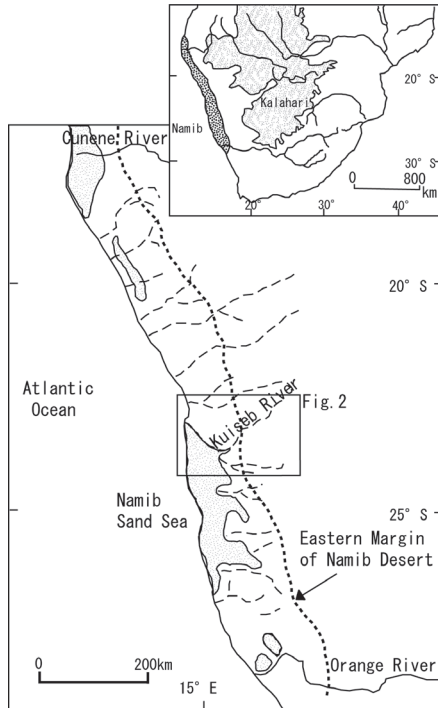 20° S
Kalahari
Namib
30° S
0 800
km
20° 30° 40°
Cunene River
20° S
Atlantic
Ocean
Fig.2
Kuiseb River
Namib
Sand Sea
25° S
Eastern Margin
of Namib Desert
0 200km
Orange River
15° E